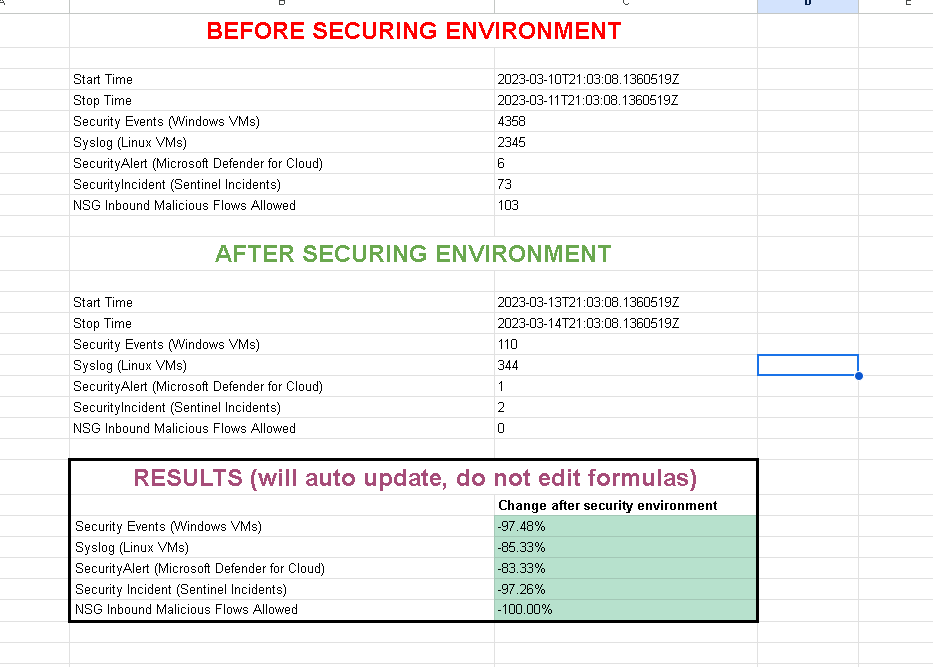 A B C D E
BEFORE SECURING ENVIRONMENT
Start Time 2023-03-10T21:03:08.1360519Z
Stop Time 2023-03-11T21:03:08.1360519Z
Security Events (Windows VMs) 4358
Syslog (Linux VMs) 2345
SecurityAlert (Microsoft Defender for Cloud) 6
SecurityIncident (Sentinel Incidents) 73
NSG Inbound Malicious Flows Allowed 103
AFTER SECURING ENVIRONMENT
Start Time 2023-03-13T21:03:08.1360519Z
Stop Time 2023-03-14T21:03:08.1360519Z
Security Events (Windows VMs) 110
Syslog (Linux VMs) 344
SecurityAlert (Microsoft Defender for Cloud) 1
SecurityIncident (Sentinel Incidents) 2
NSG Inbound Malicious Flows Allowed 0
RESULTS (will auto update, do not edit formulas)
Change after security environment
Security Events (Windows VMs) -97.48%
Syslog (Linux VMs) -85.33%
SecurityAlert (Microsoft Defender for Cloud) -83.33%
Security Incident (Sentinel Incidents) -97.26%
NSG Inbound Malicious Flows Allowed -100.00%